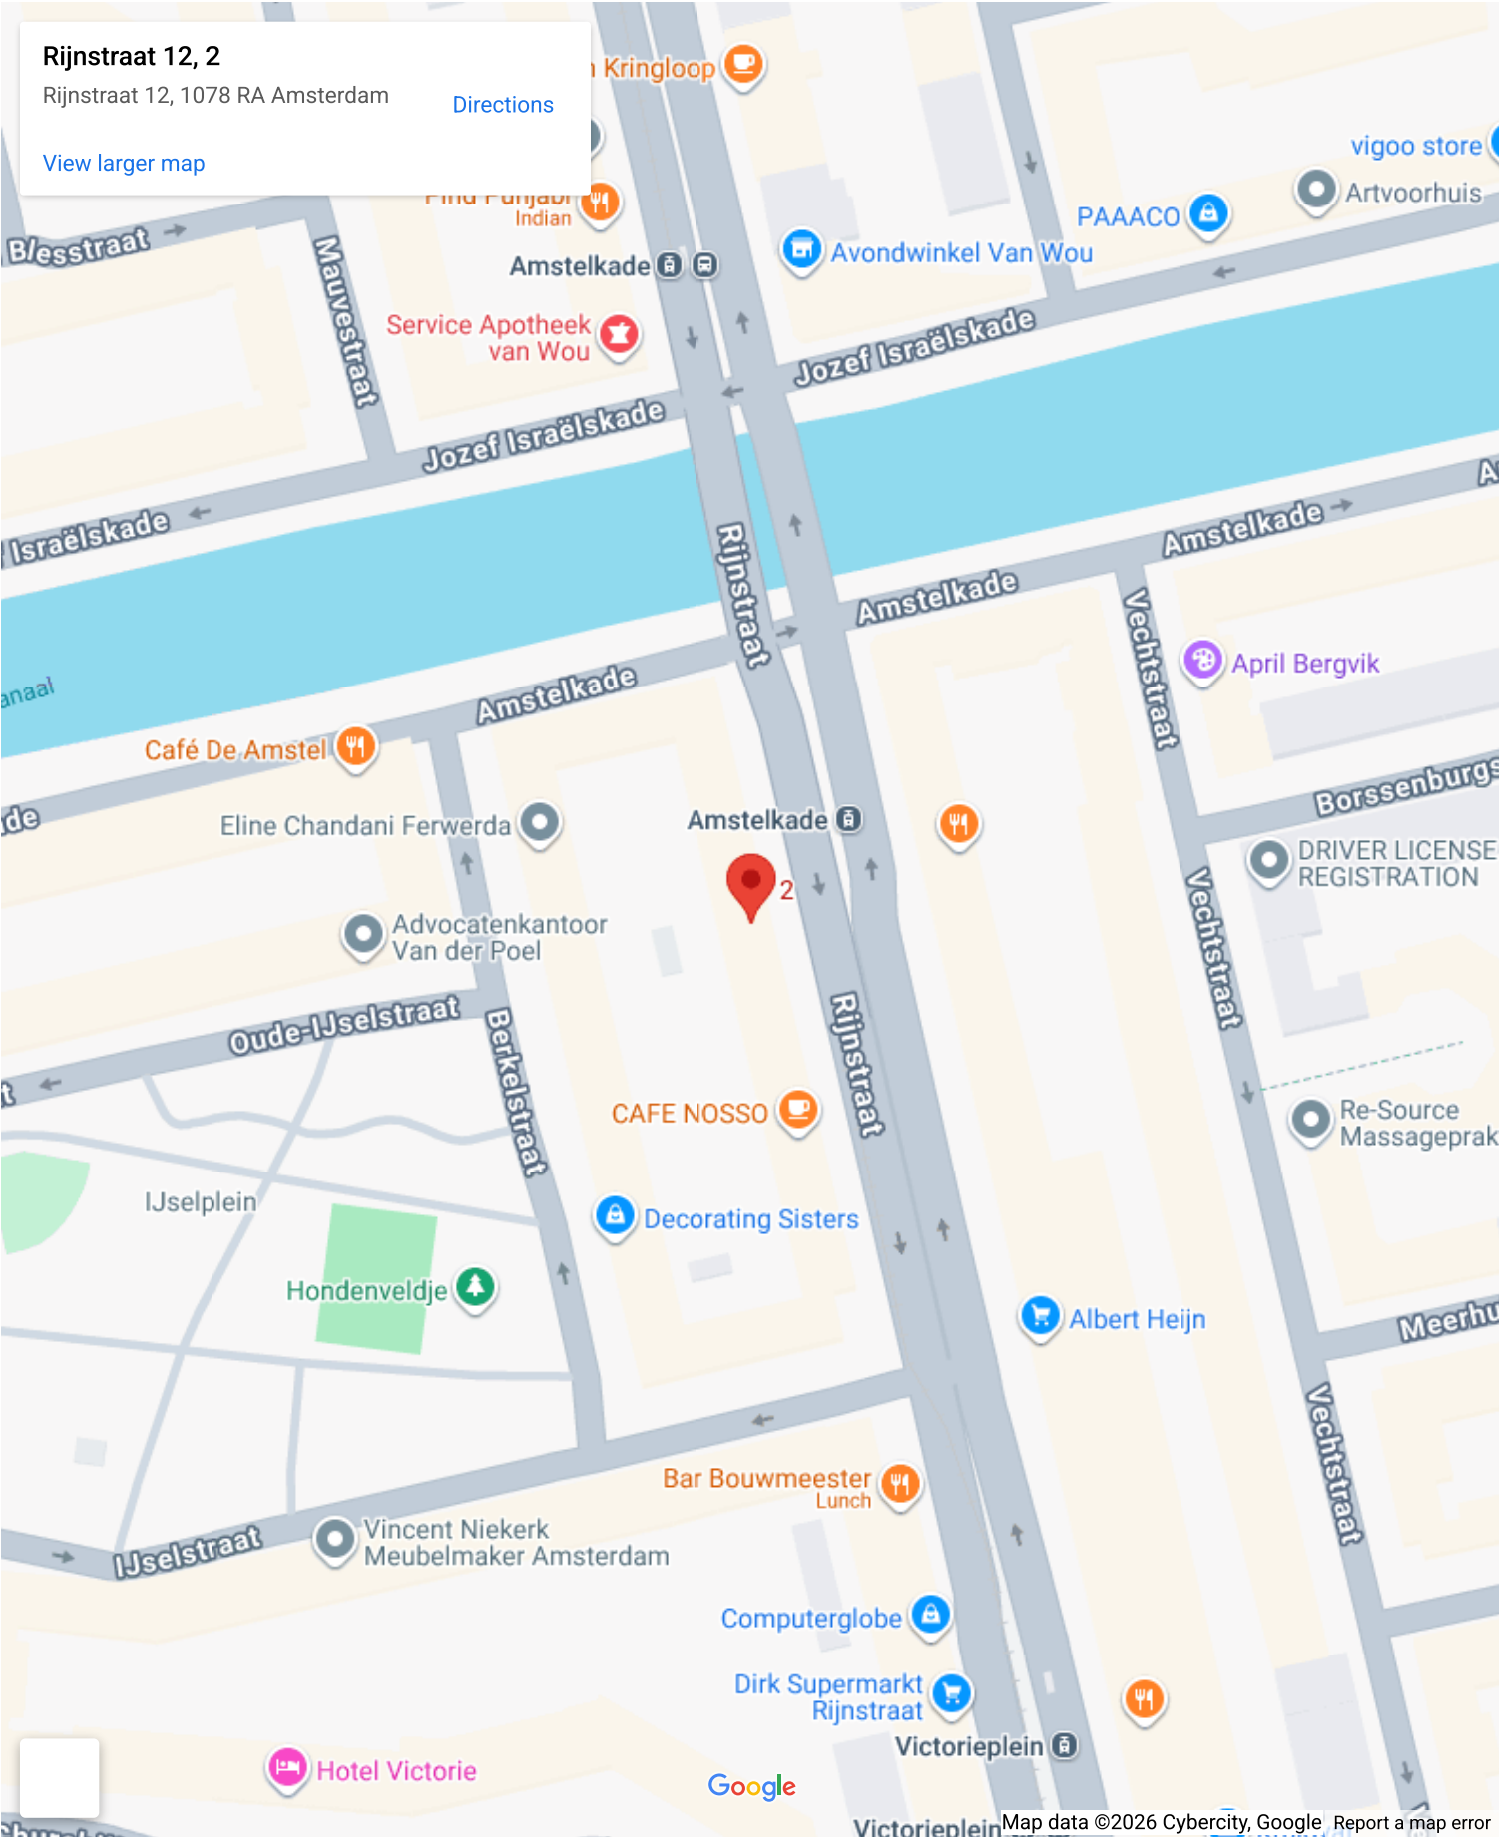 Rijnstraat 12, 2
Rijnstraat 12, 1078 RA Amsterdam
Directions
View larger map
Kringloop
vigoo store
Artvoorhuis
PAAACO
Indian
Blesstraat
Mauvestraat
Amstelkade
Avondwinkel Van Wou
Service Apotheek
van Wou
Jozef Israëlskade
Jozef Israëlskade
Israëlskade
Amstelkade
Rijnstraat
Amstelkade
Vechtstraat
April Bergvik
anaal
Amstelkade
Café De Amstel
Borssenburgs
de
Eline Chandani Ferwerda
Amstelkade
DRIVER LICENSE
REGISTRATION
2
Advocatenkantoor
Van der Poel
Vechtstraat
Oude-IJselstraat
Berkelstraat
Rijnstraat
t
CAFE NOSSO
Re-Source
Massageprak
IJselplein
Decorating Sisters
Hondenveldje
Albert Heijn
Meerhu
Vechtstraat
Bar Bouwmeester
Lunch
IJselstraat
Vincent Niekerk
Meubelmaker Amsterdam
Computerglobe
Dirk Supermarkt
Rijnstraat
Victorieplein
Hotel Victorie
Google
Victorieplein
Map data ©2026 Cybercity, Google
Report a map error